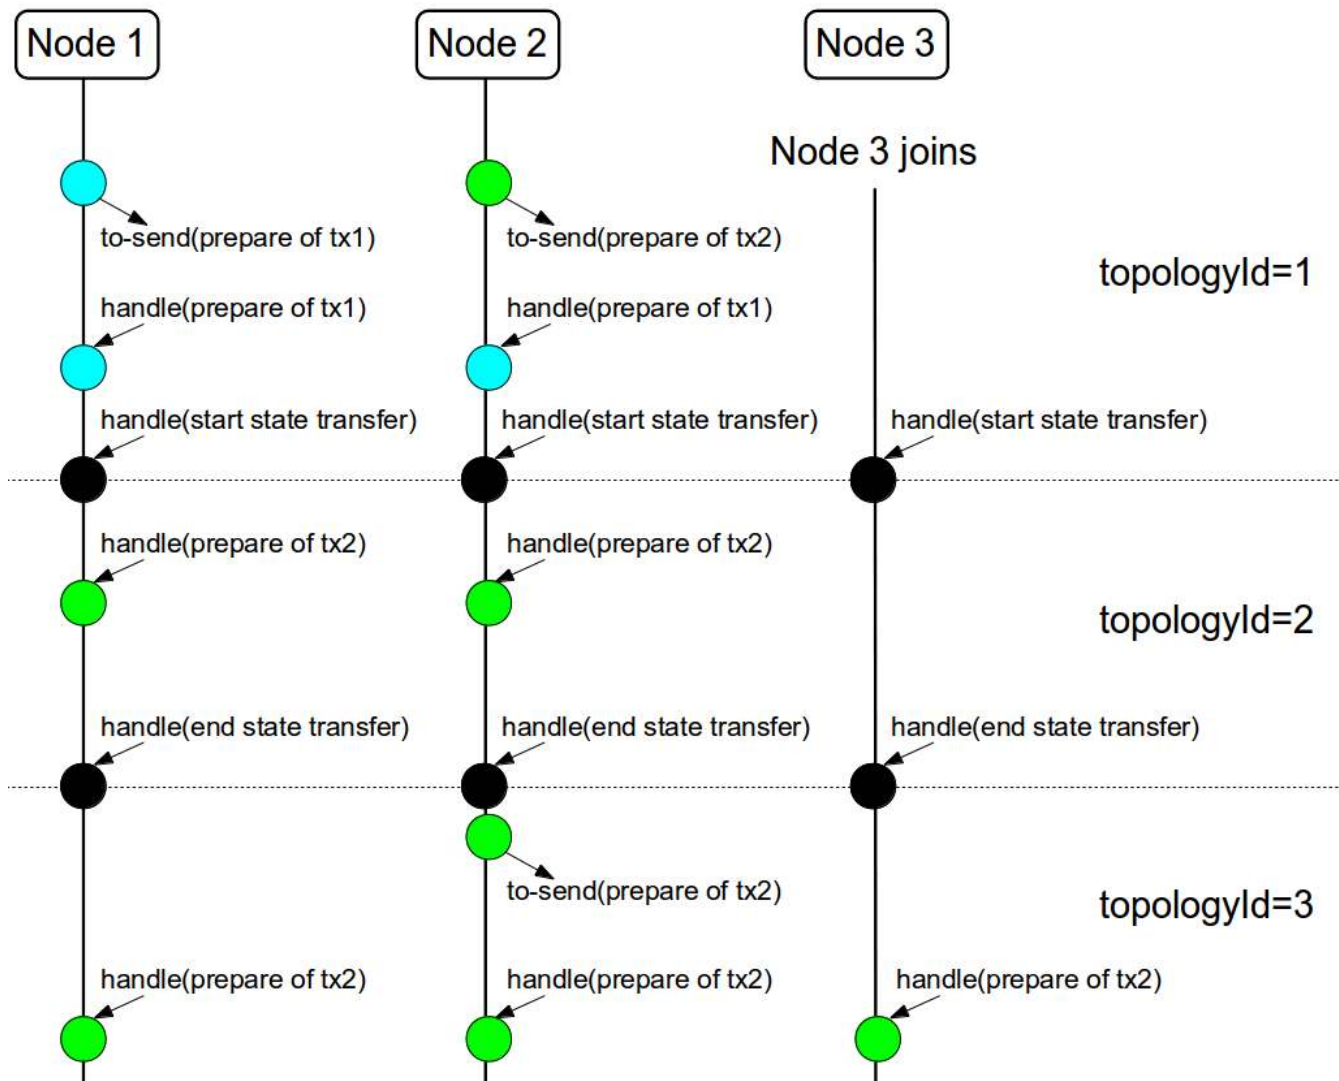 Node 1
Node 2
Node 3
Node 3 joins
to-send(prepare of tx1)
to-send(prepare of tx2)
topologyId=1
handle(prepare of tx1)
handle(prepare of tx1)
handle(start state transfer)
handle(start state transfer)
handle(start state transfer)
handle(prepare of tx2)
handle(prepare of tx2)
topologyId=2
handle(end state transfer)
handle(end state transfer)
handle(end state transfer)
to-send(prepare of tx2)
topologyId=3
handle(prepare of tx2)
handle(prepare of tx2)
handle(prepare of tx2)